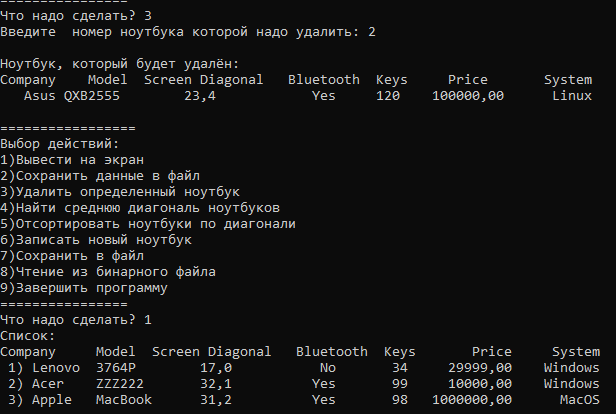 ================
Что надо сделать? 3
Введите  номер ноутбука которой надо удалить: 2

Ноутбук, который будет удалён:
Company    Model  Screen Diagonal   Bluetooth  Keys     Price       System
   Asus QXB2555        23,4            Yes     120    100000,00      Linux

=================
Выбор действий:
1)Вывести на экран
2)Сохранить данные в файл
3)Удалить определенный ноутбук
4)Найти среднюю диагональ ноутбуков
5)Отсортировать ноутбуки по диагонали
6)Записать новый ноутбук
7)Сохранить в файл
8)Чтение из бинарного файла
9)Завершить программу
================
Что надо сделать? 1
Список:
Company     Model  Screen Diagonal   Bluetooth  Keys       Price     System
 1) Lenovo  3764P        17,0           No       34      29999,00    Windows
 2) Acer    ZZZ222       32,1          Yes       99      10000,00    Windows
 3) Apple   MacBook      31,2          Yes       98    1000000,00      MacOS